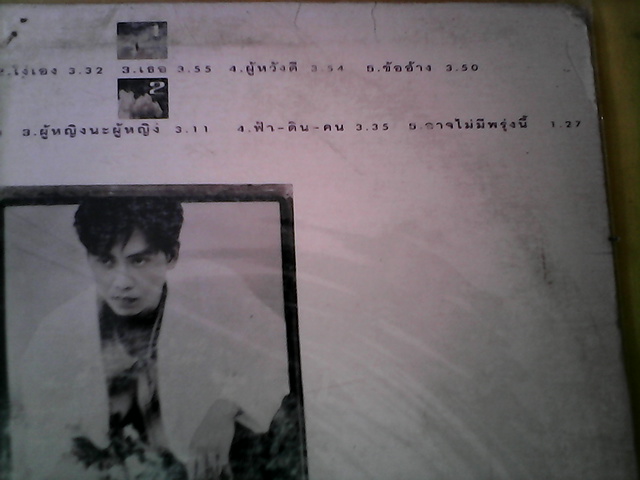 1
โง่เอง 3.32 3.เธอ 3.55 4.ผู้หวังดี 3.54 5.ข้ออ้าง 3.50
2
3.ผู้หญิงนะผู้หญิง 3.11 4.ฟ้า-ดิน-คน 3.35 5.อาจไม่มีพรุ่งนี้ 1.27